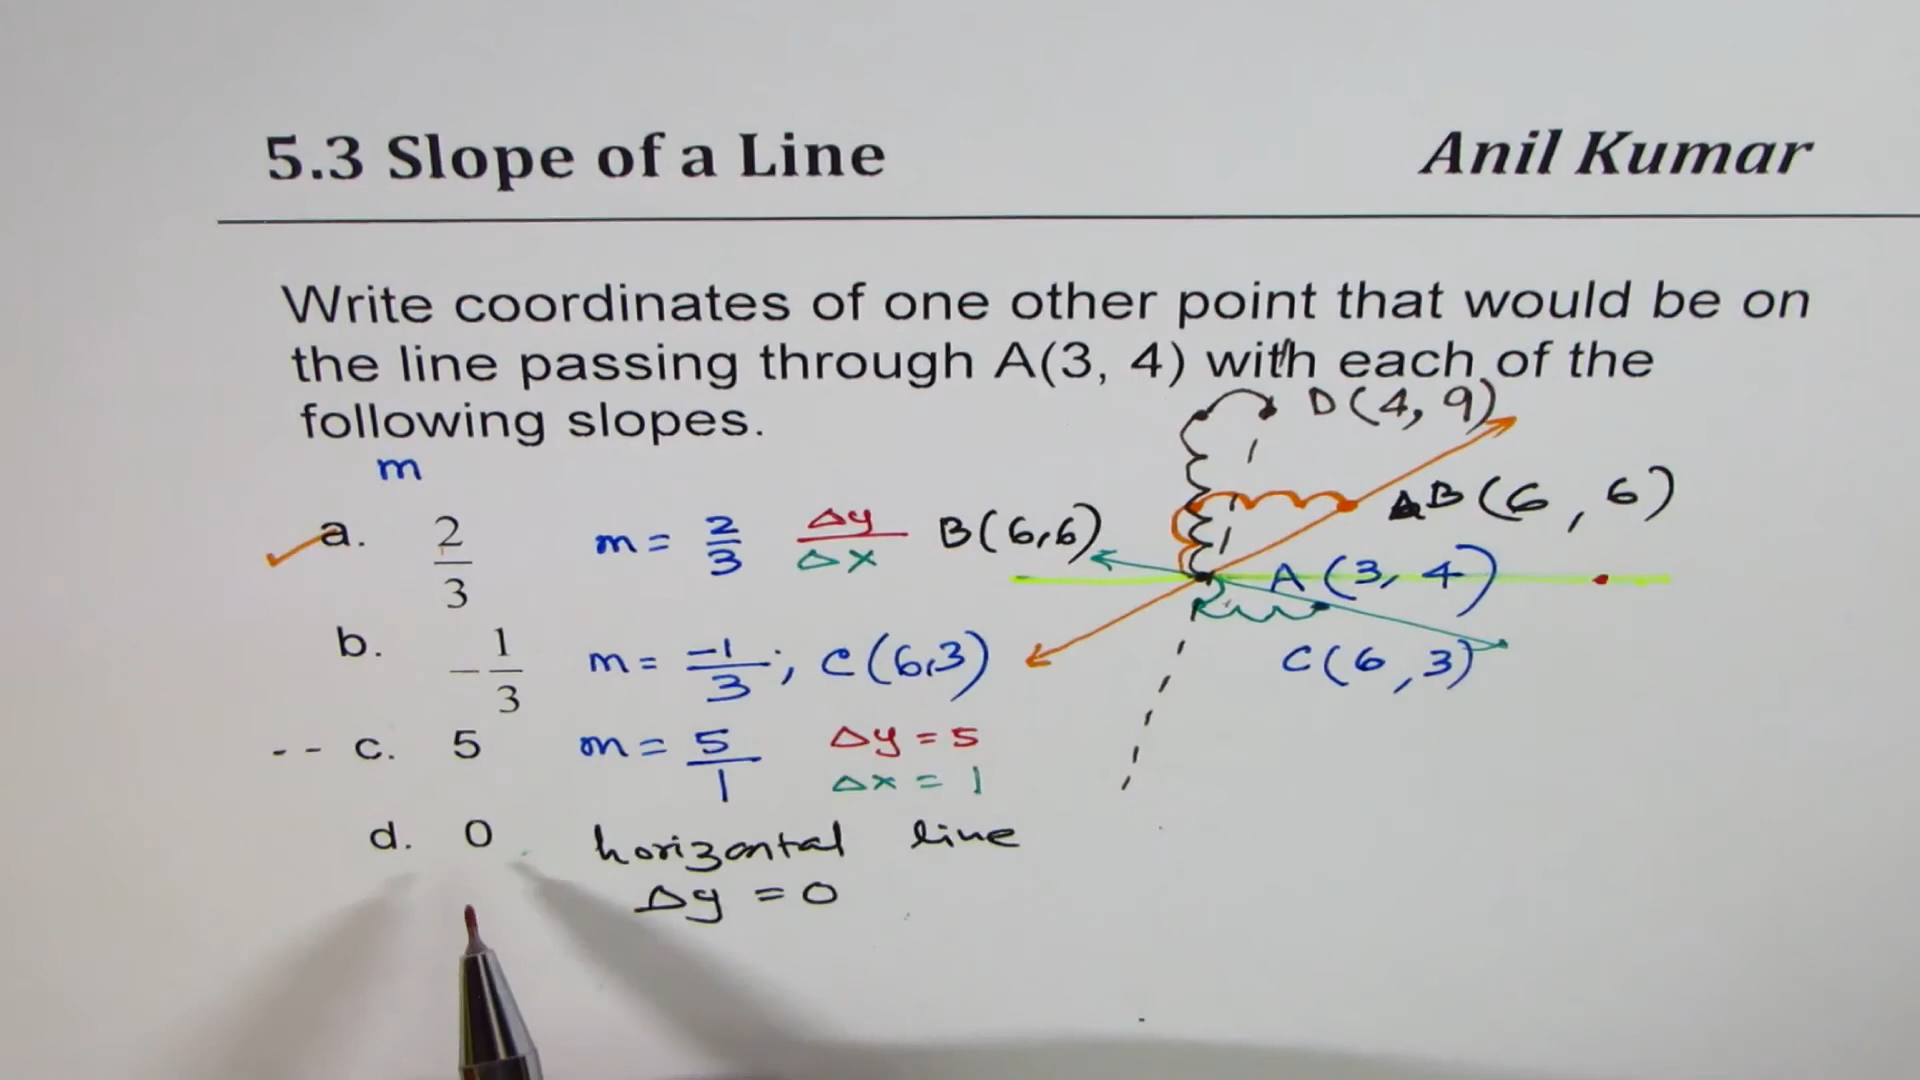 5.3 Slope of a Line Anil Kumar
Write coordinates of one other point that would be on
the line passing through A(3, 4) with each of the
following slopes.
D(4, 9)
m
a. 2/3 m = 2/3 Δy/Δx B(6,6) B(6, 6)
A(3, 4)
b. -1/3 m = -1/3; C(6,3) C(6, 3)
-- c. 5 m = 5/1 Δy = 5
Δx = 1
d. 0 horizontal line
Δy = 0